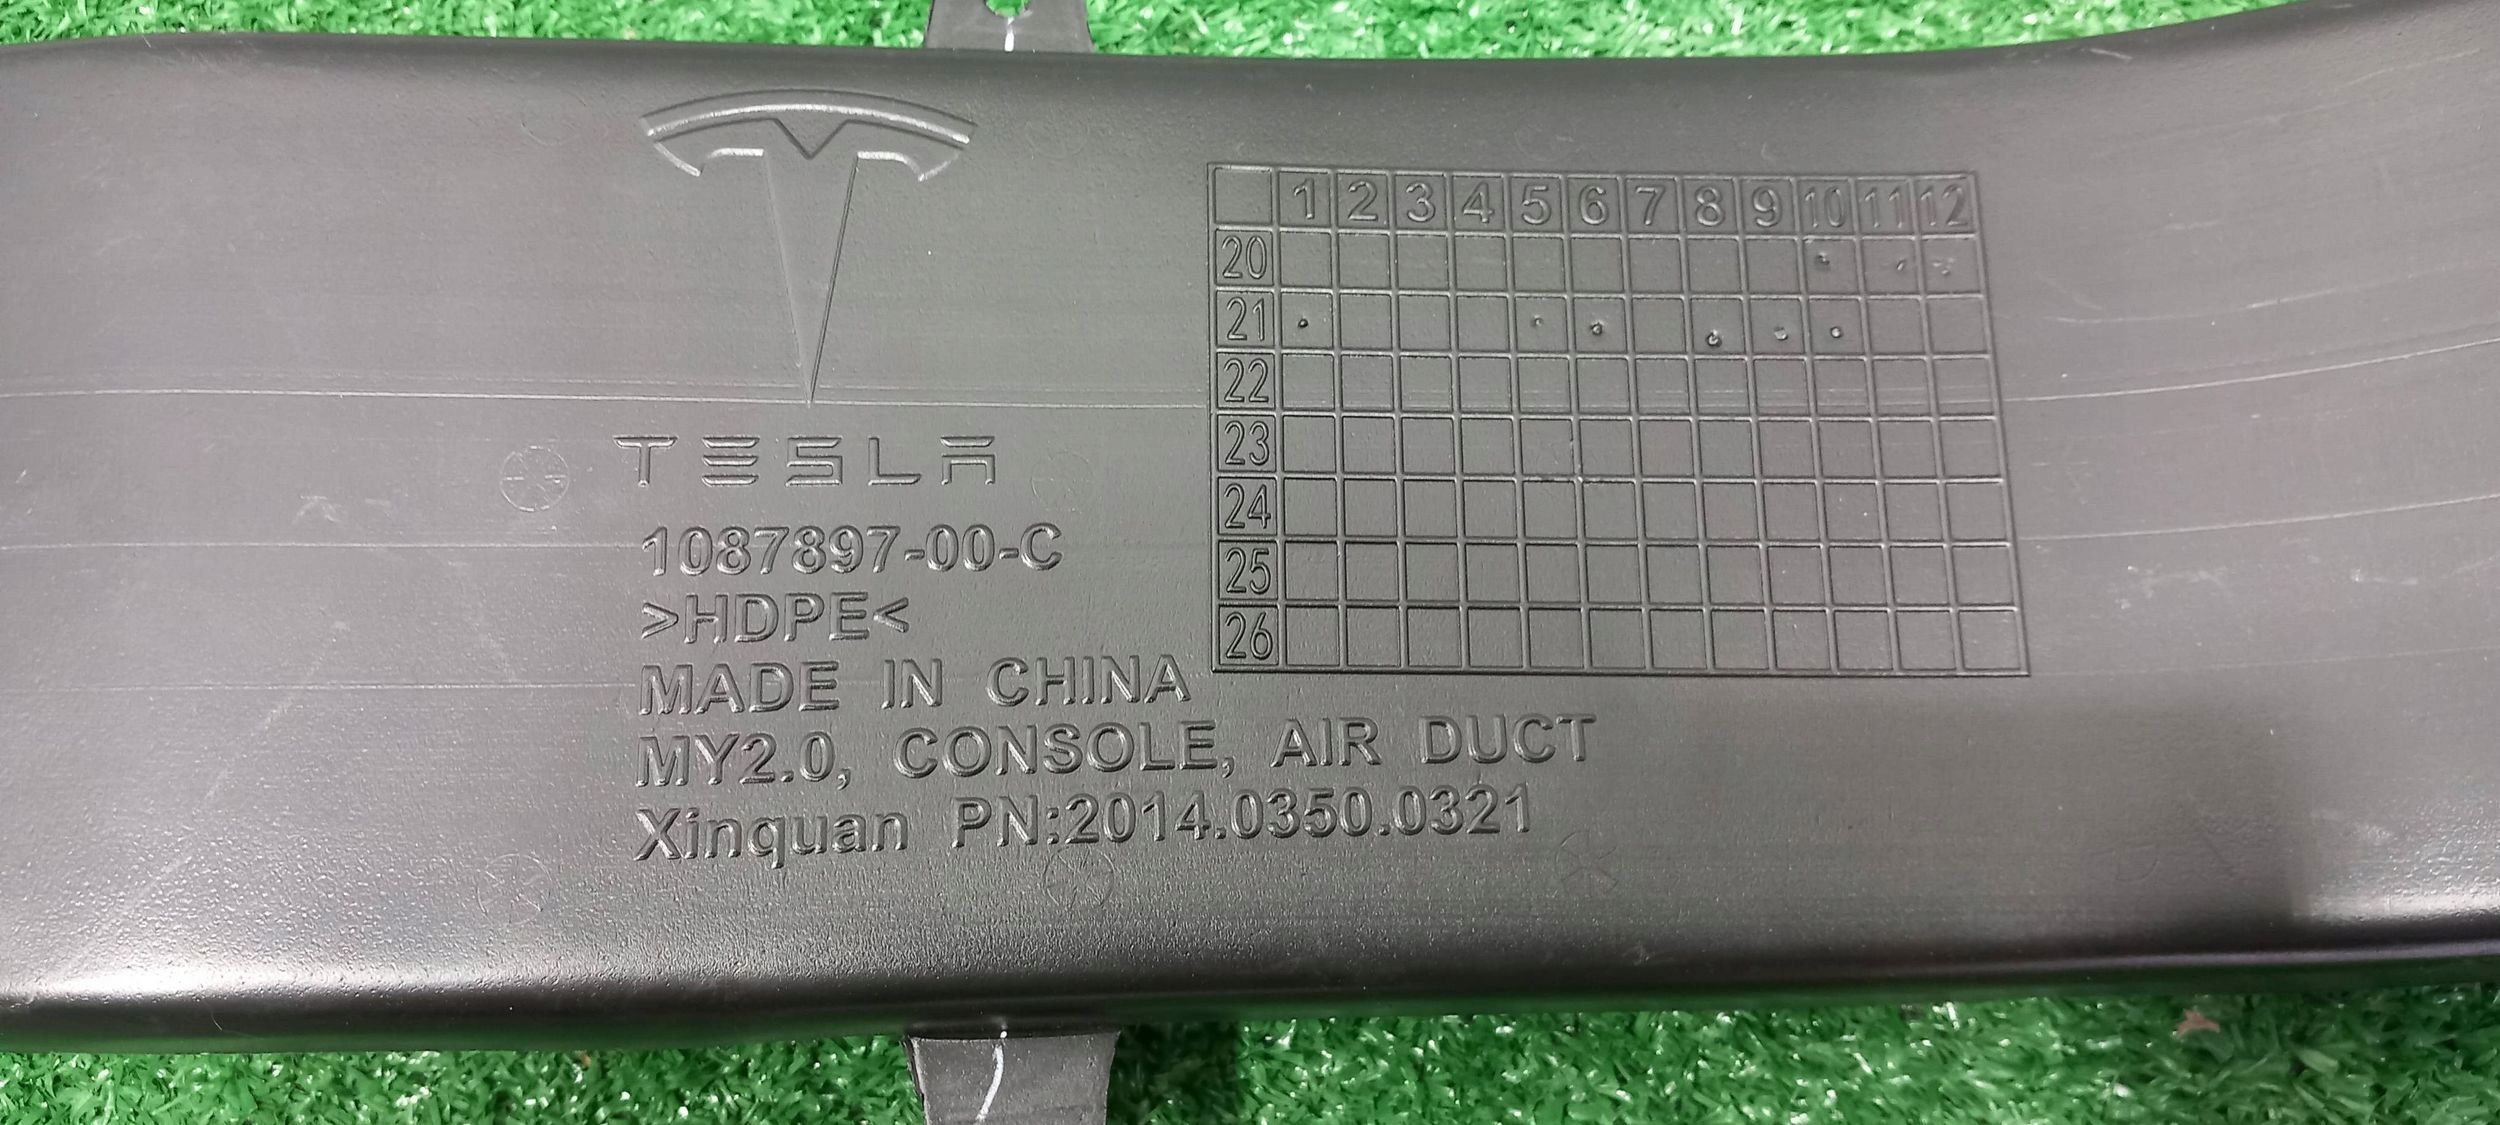 TESLA
1087897-00-C
>HDPE<
MADE IN CHINA
MY2.0, CONSOLE, AIR DUCT
Xinquan PN:2014.0350.0321
1 2 3 4 5 6 7 8 9 10 11 12
20
21
22
23
24
25
26